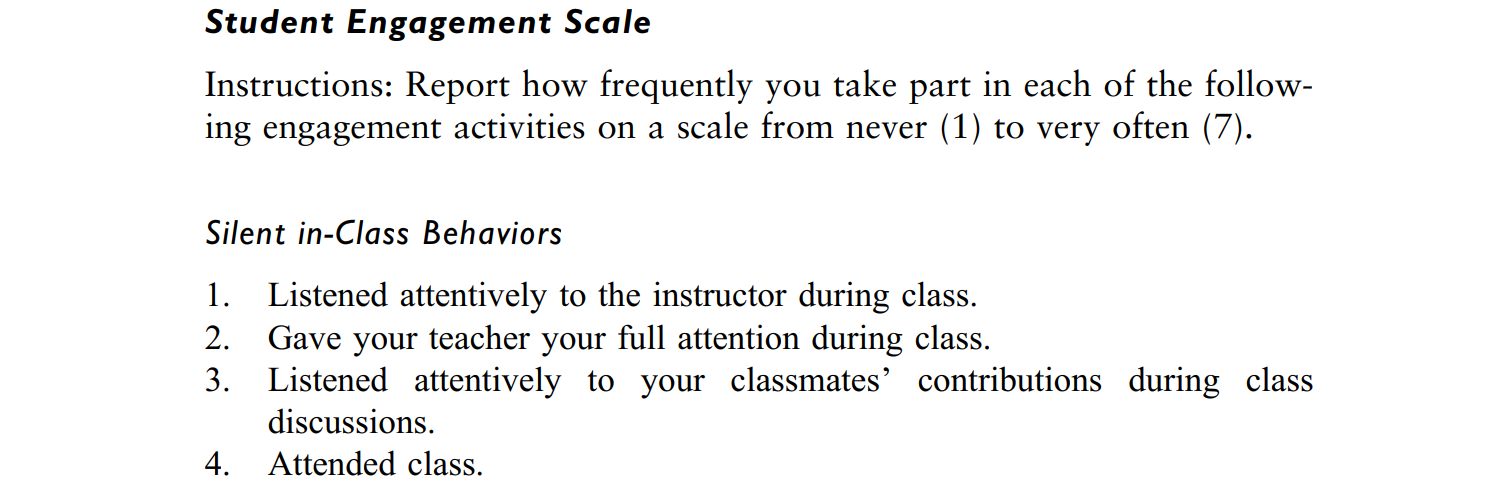 Student Engagement Scale
Instructions: Report how frequently you take part in each of the follow-
ing engagement activities on a scale from never (1) to very often (7).
Silent in-Class Behaviors
1. Listened attentively to the instructor during class.
2. Gave your teacher your full attention during class.
3. Listened attentively to your classmates’ contributions during class
discussions.
4. Attended class.